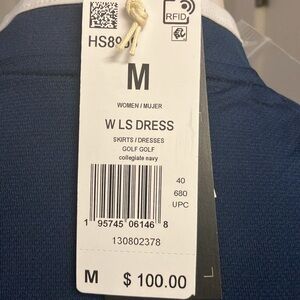 RFID
M
WOMEN / MUJER
W LS DRESS
SKIRTS / DRESSES
GOLF GOLF
collegiate navy
40
680
UPC
1 95745 06146 8
130802378
M $ 100.00